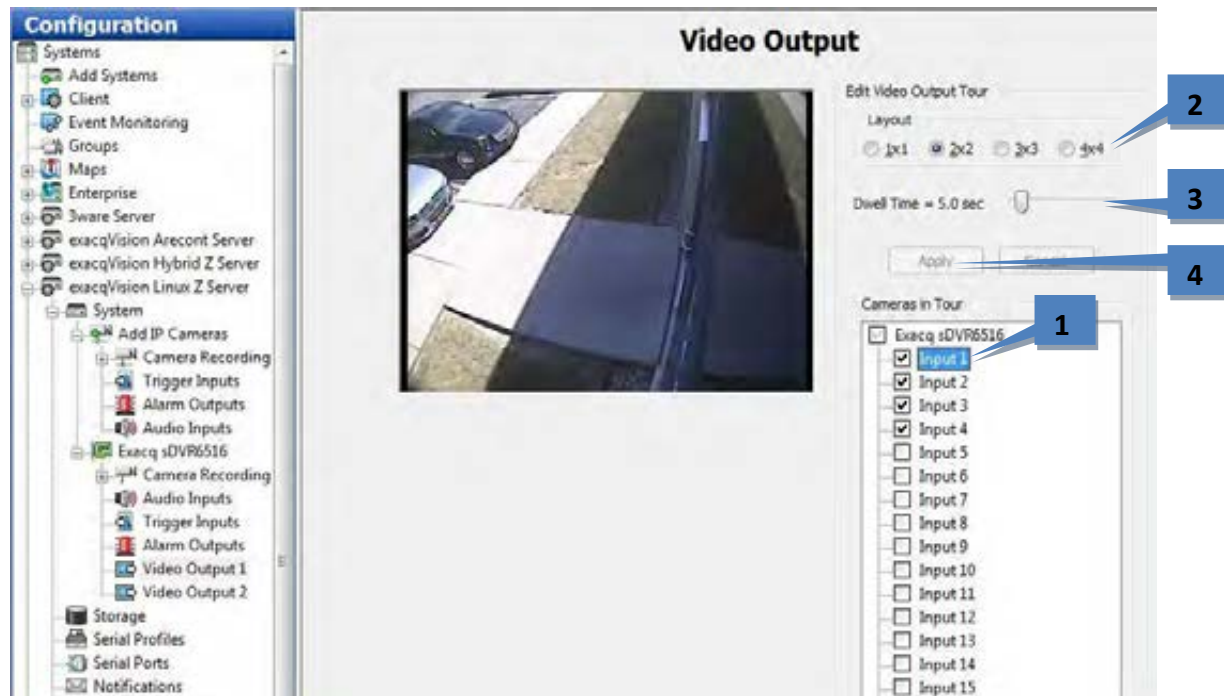 Configuration
Systems
Add Systems
Client
Event Monitoring
Groups
Maps
Enterprise
3ware Server
exacqVision Arecont Server
exacqVision Hybrid Z Server
exacqVision Linux Z Server
System
Add IP Cameras
Camera Recording
Trigger Inputs
Alarm Outputs
Audio Inputs
Exacq sDVR6516
Camera Recording
Audio Inputs
Trigger Inputs
Alarm Outputs
Video Output 1
Video Output 2
Storage
Serial Profiles
Serial Ports
Notifications
Video Output
Edit Video Output Tour
Layout
1x1 2x2 3x3 4x4
2
Dwell Time = 5.0 sec
3
Apply
4
Cameras in Tour
1
Exacq sDVR6516
Input 1
Input 2
Input 3
Input 4
Input 5
Input 6
Input 7
Input 8
Input 9
Input 10
Input 11
Input 12
Input 13
Input 14
Input 15